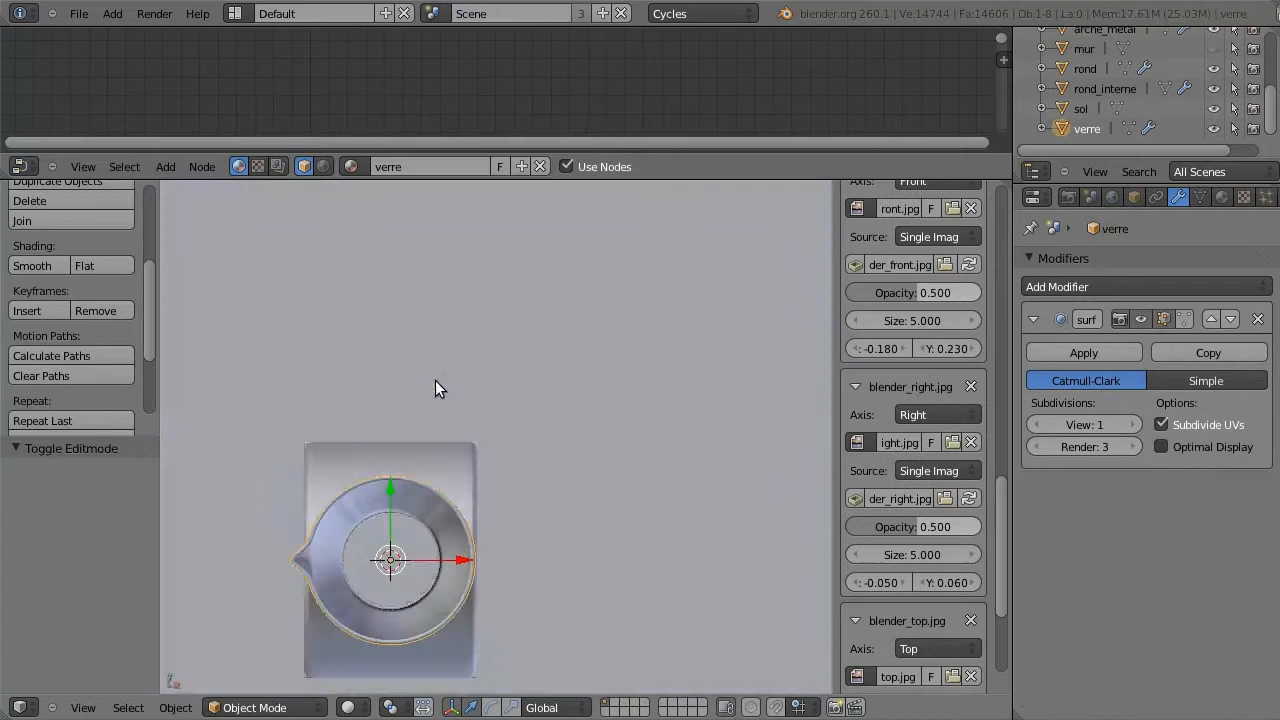 File Add Render Help Default Scene 3 Cycles blender.org 260.1 | Ve:14744 | Fa:14606 | Ob:1-8 | La:0 | Mem:17.61M (25.03M) | verre
arche_metal
mur
rond
rond_interne
sol
verre
View Select Add Node verre F Use Nodes
View Search All Scenes
Duplicate Objects
Delete
Join
Shading:
Smooth Flat
Keyframes:
Insert Remove
Motion Paths:
Calculate Paths
Clear Paths
Repeat:
Repeat Last
Toggle Editmode
Axis: Front
ront.jpg F
Source: Single Imag
der_front.jpg
Opacity: 0.500
Size: 5.000
: -0.180 Y: 0.230
blender_right.jpg
Axis: Right
ight.jpg F
Source: Single Imag
der_right.jpg
Opacity: 0.500
Size: 5.000
: -0.050 Y: 0.060
blender_top.jpg
Axis: Top
top.jpg F
verre
Modifiers
Add Modifier
surf
Apply Copy
Catmull-Clark Simple
Subdivisions: Options:
View: 1 Subdivide UVs
Render: 3 Optimal Display
View Select Object Object Mode Global